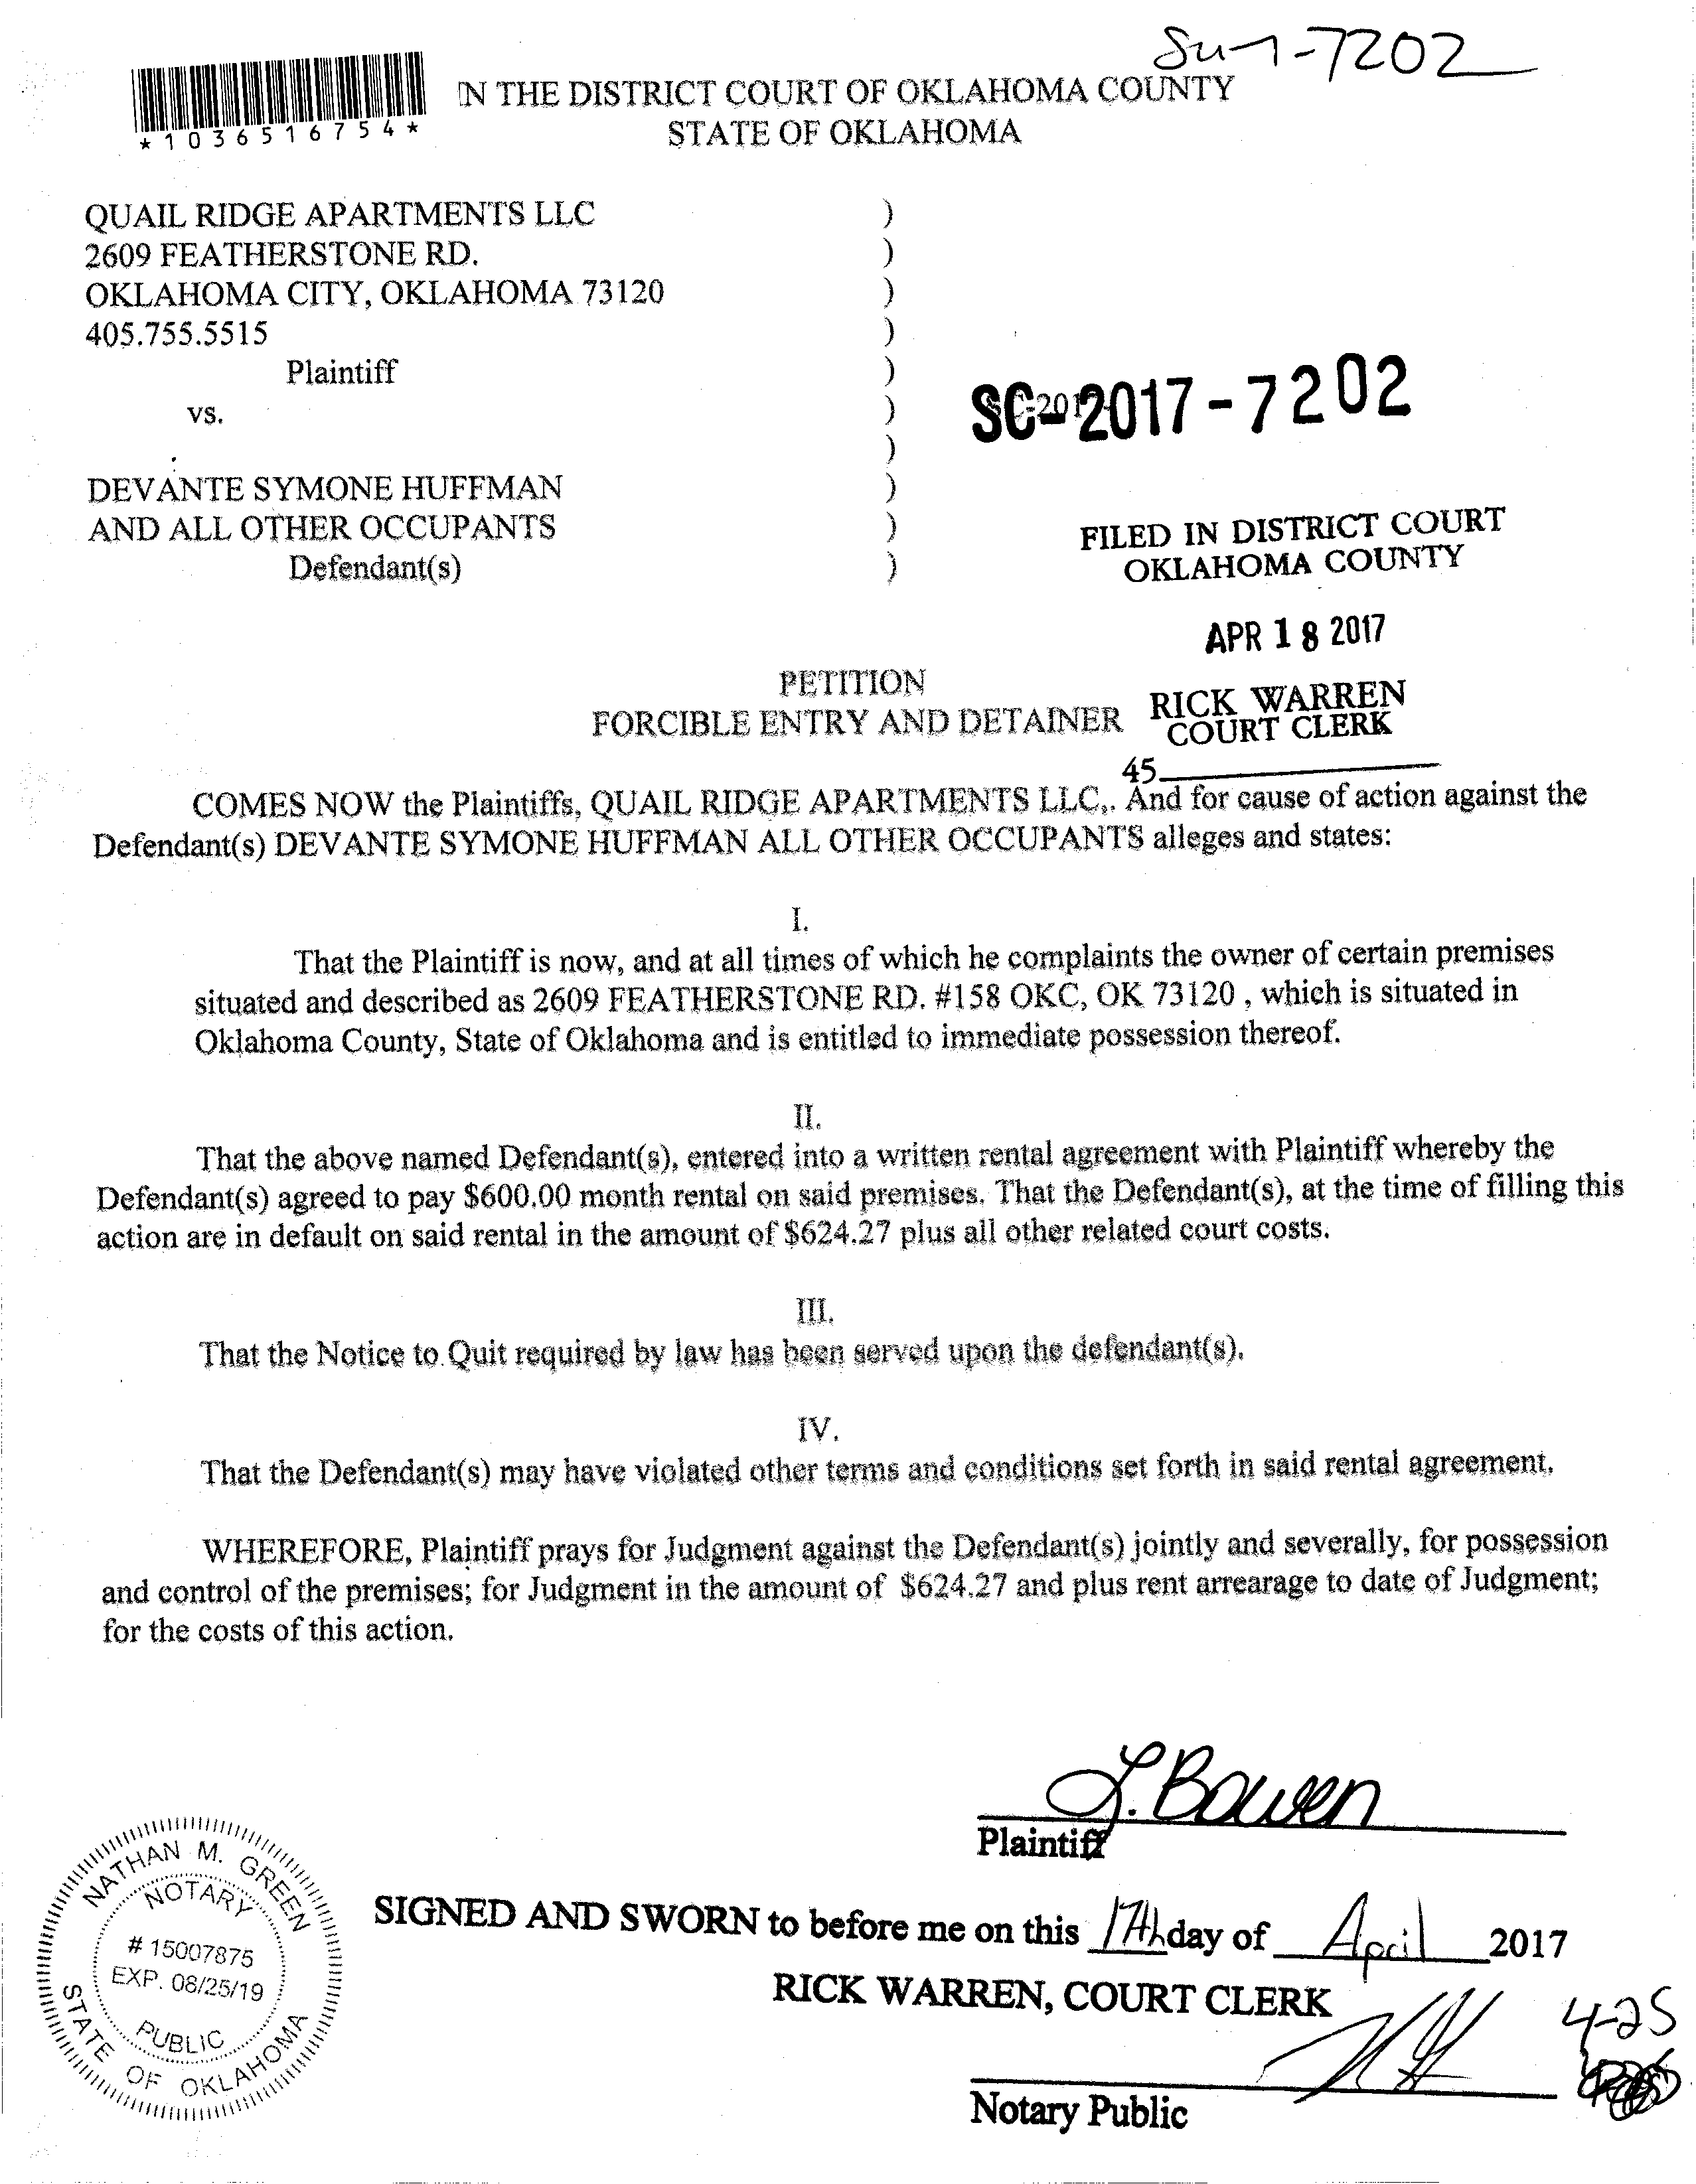 7202
IN THE DISTRICT COURT OF OKLAHOMA COUNTY
STATE OF OKLAHOMA
*1036516754*
QUAIL RIDGE APARTMENTS LLC )
2609 FEATHERSTONE RD. )
OKLAHOMA CITY, OKLAHOMA 73120 )
405.755.5515 )
Plaintiff )
vs. )
)
DEVANTE SYMONE HUFFMAN )
AND ALL OTHER OCCUPANTS )
Defendant(s) )
SC-2017-7202
FILED IN DISTRICT COURT
OKLAHOMA COUNTY
APR 18 2017
PETITION
FORCIBLE ENTRY AND DETAINER
RICK WARREN
COURT CLERK
45
COMES NOW the Plaintiffs, QUAIL RIDGE APARTMENTS LLC,. And for cause of action against the
Defendant(s) DEVANTE SYMONE HUFFMAN ALL OTHER OCCUPANTS alleges and states:
I.
That the Plaintiff is now, and at all times of which he complaints the owner of certain premises
situated and described as 2609 FEATHERSTONE RD. #158 OKC, OK 73120 , which is situated in
Oklahoma County, State of Oklahoma and is entitled to immediate possession thereof.
II.
That the above named Defendant(s), entered into a written rental agreement with Plaintiff whereby the
Defendant(s) agreed to pay $600.00 month rental on said premises. That the Defendant(s), at the time of filling this
action are in default on said rental in the amount of $624.27 plus all other related court costs.
III.
That the Notice to Quit required by law has been served upon the defendant(s).
IV.
That the Defendant(s) may have violated other terms and conditions set forth in said rental agreement.
WHEREFORE, Plaintiff prays for Judgment against the Defendant(s) jointly and severally, for possession
and control of the premises; for Judgment in the amount of $624.27 and plus rent arrearage to date of Judgment;
for the costs of this action.
L. Bowen
Plaintiff
NATHAN M. GREEN
NOTARY
# 15007875
EXP. 08/25/19
PUBLIC
STATE OF OKLAHOMA
SIGNED AND SWORN to before me on this 17th day of April 2017
RICK WARREN, COURT CLERK
4-25
Notary Public